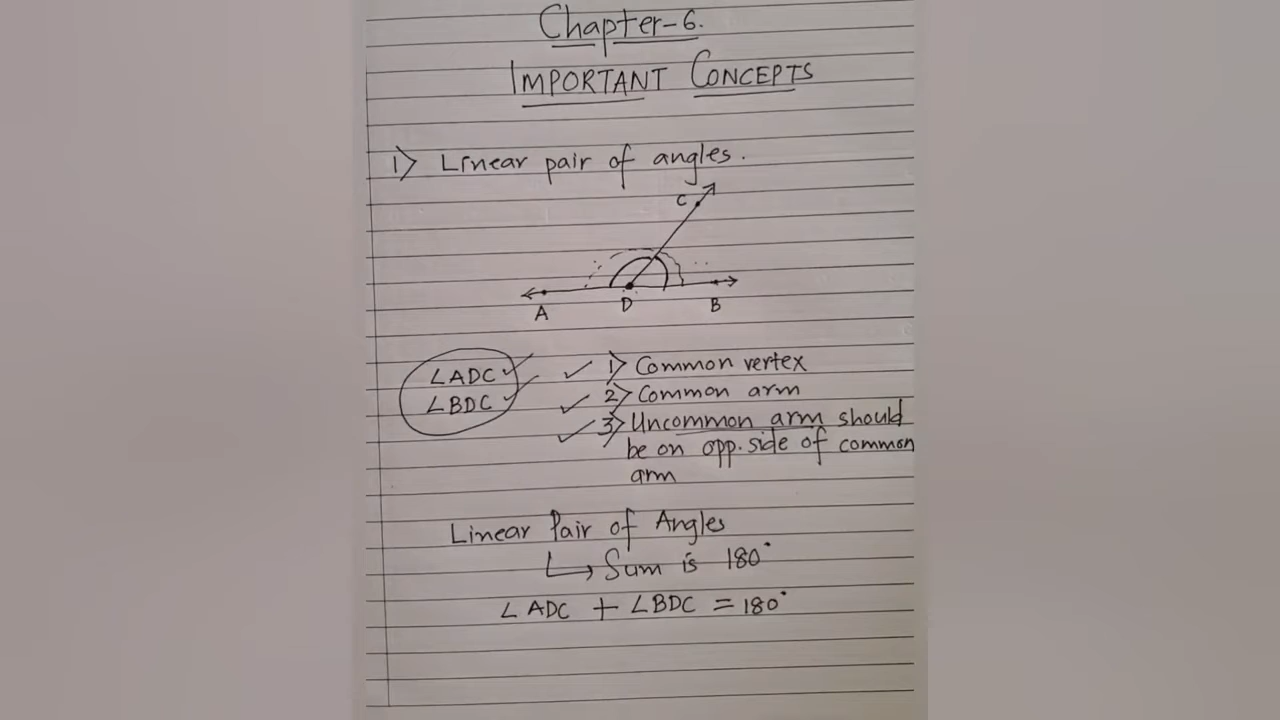 Chapter-6.
IMPORTANT CONCEPTS
1) Linear pair of angles.
C
A D B
∠ADC ✓ ✓ 1) Common vertex
∠BDC ✓ ✓ 2) Common arm
✓ 3) Uncommon arm should
be on opp. side of common
arm
Linear Pair of Angles
↳ Sum is 180°
∠ADC + ∠BDC = 180°